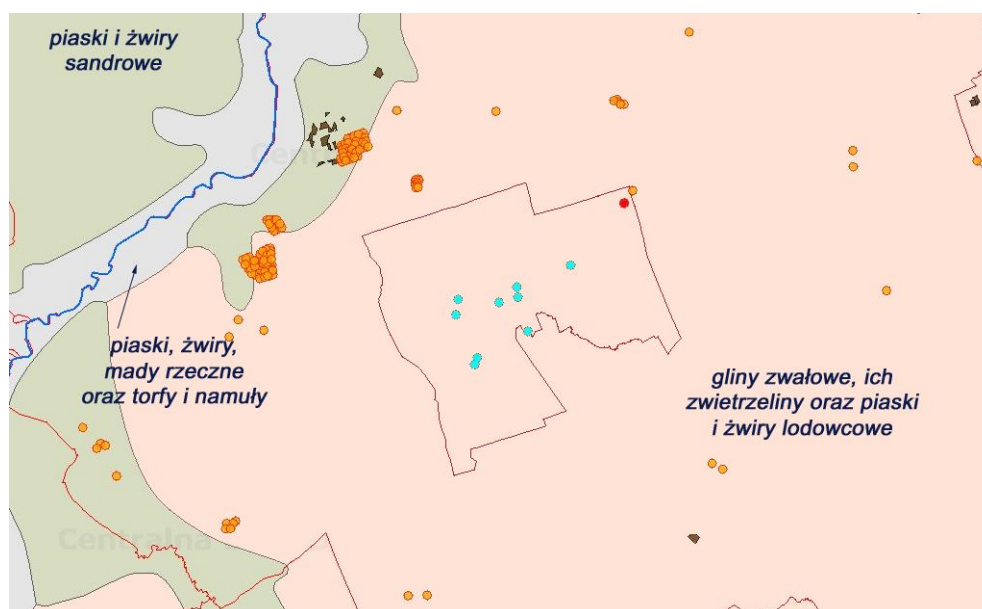 piaski i żwiry
sandrowe
Centr
piaski, żwiry,
mady rzeczne
oraz torfy i namuły
gliny zwałowe, ich
zwietrzeliny oraz piaski
i żwiry lodowcowe
Centralna